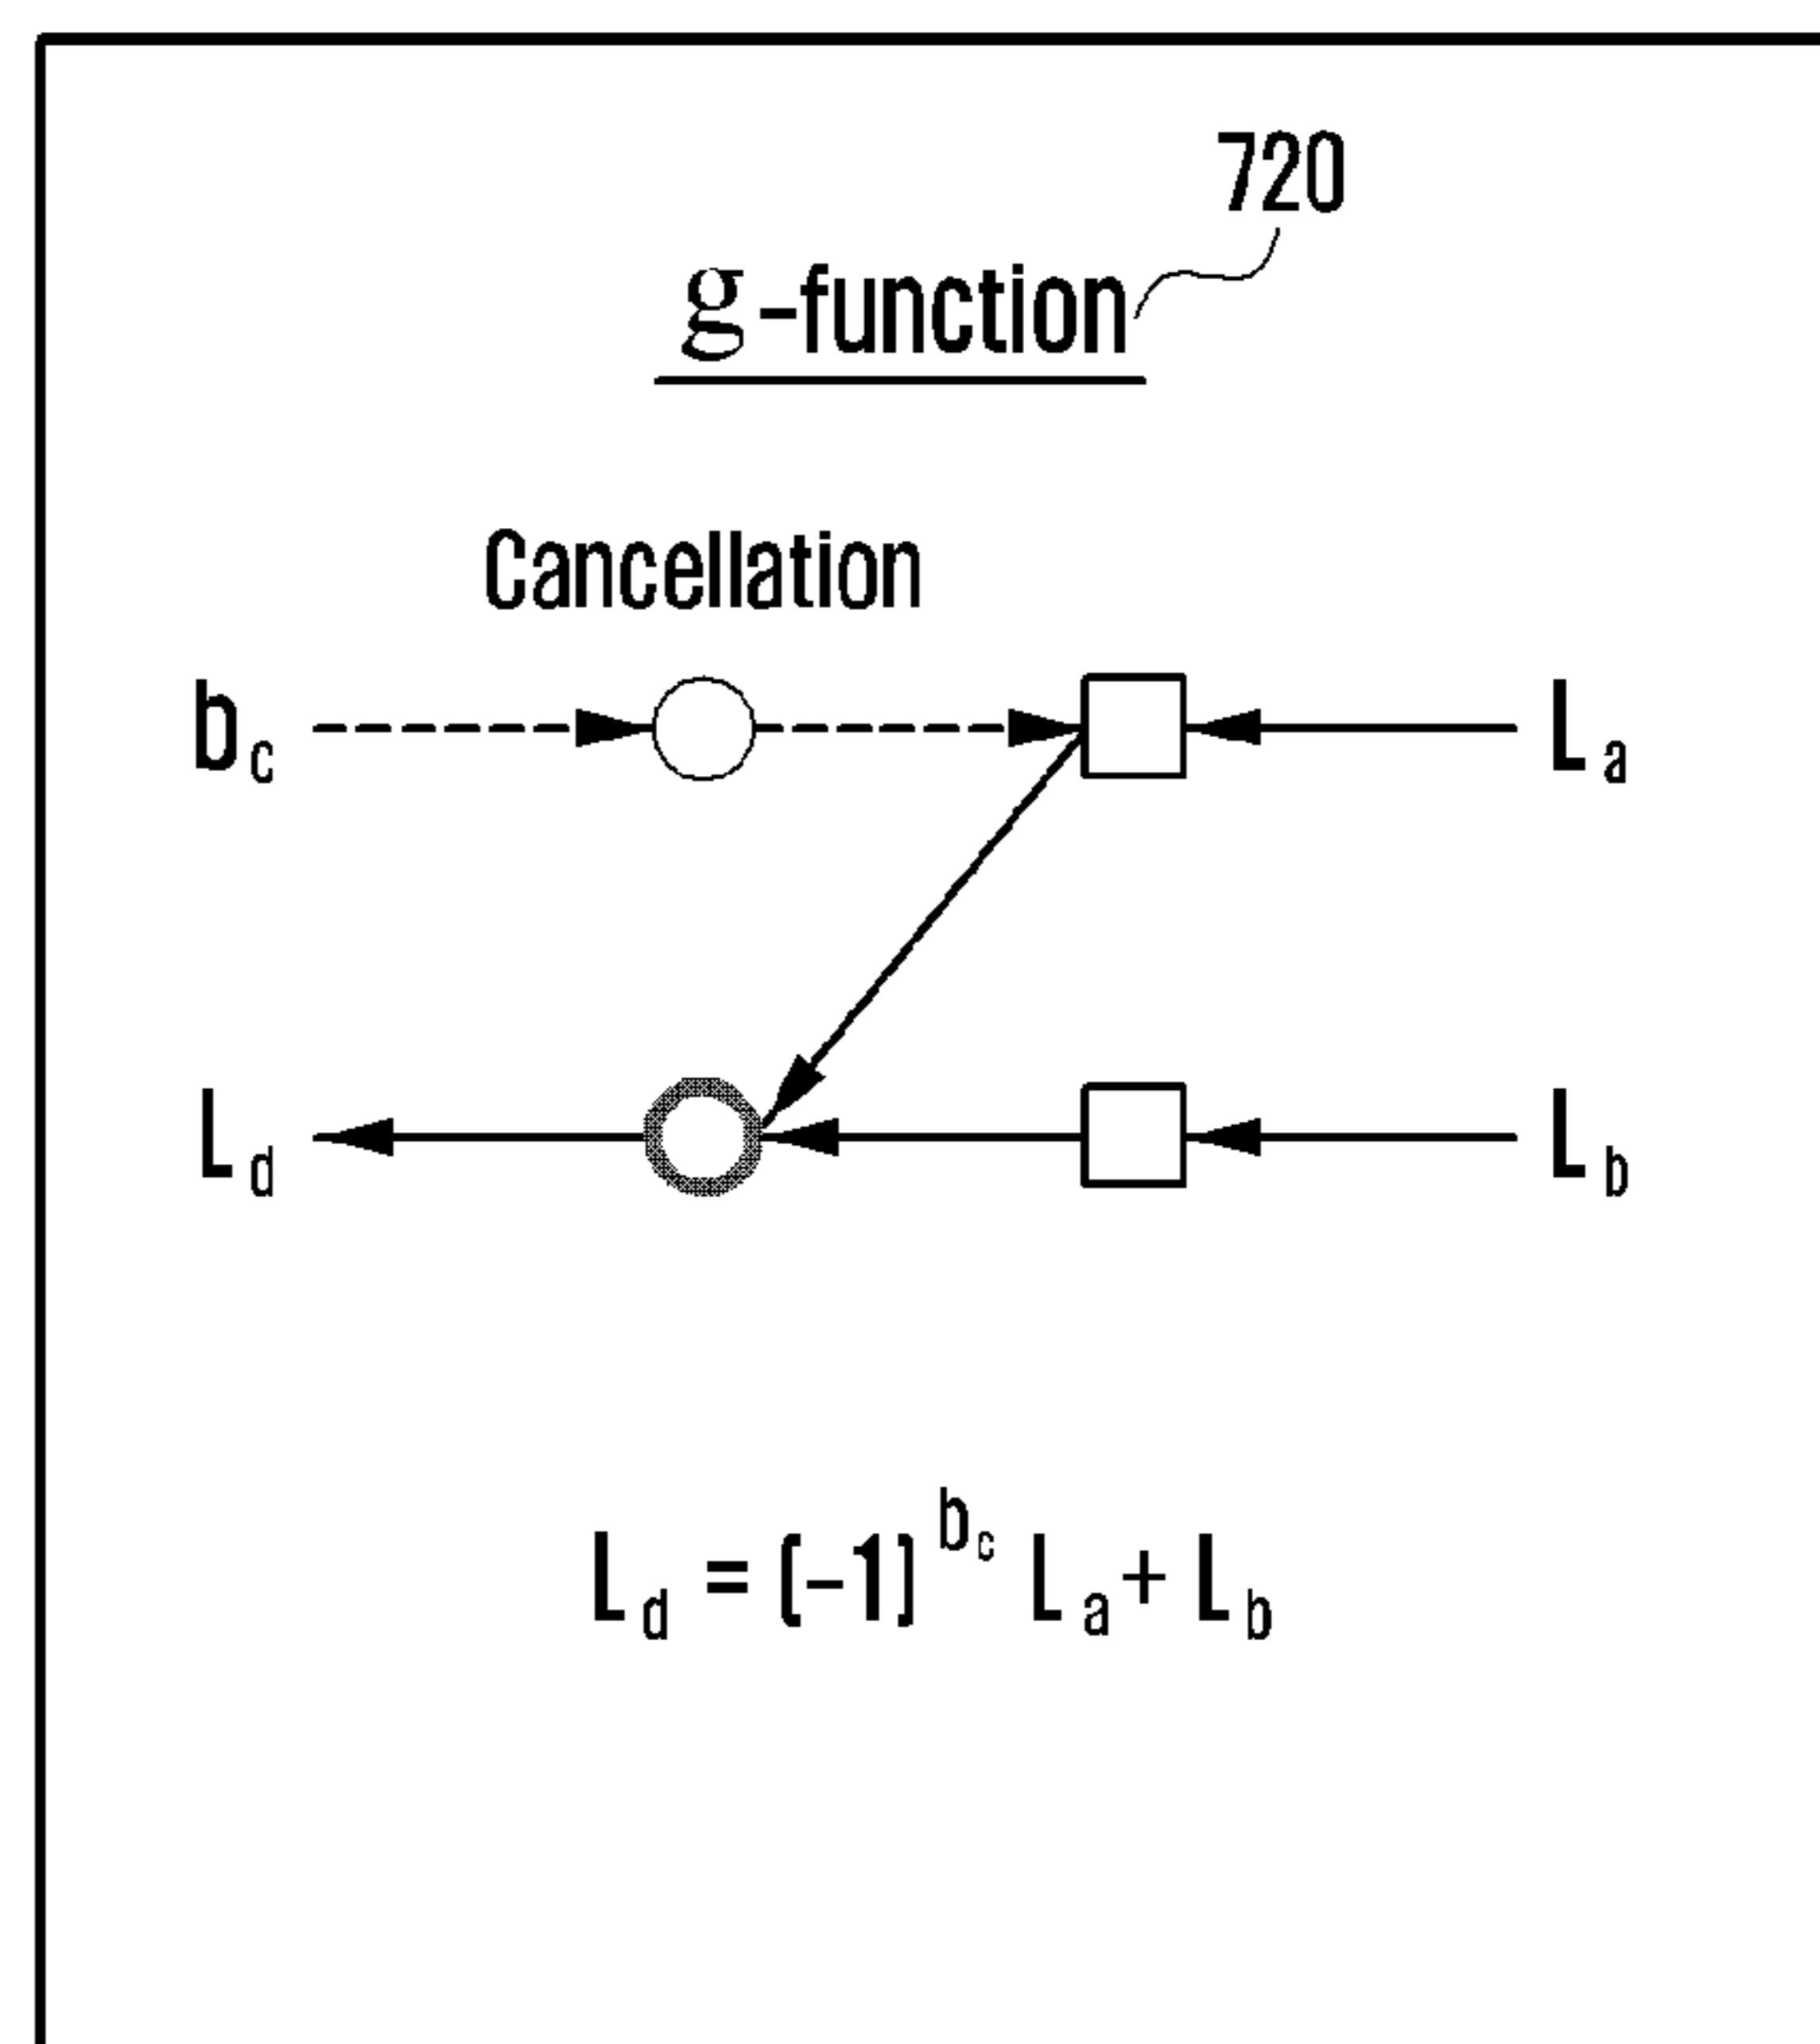 720
g-function
Cancellation
b_c L_a
L_d L_b
L_d = (-1)^{b_c} L_a + L_b